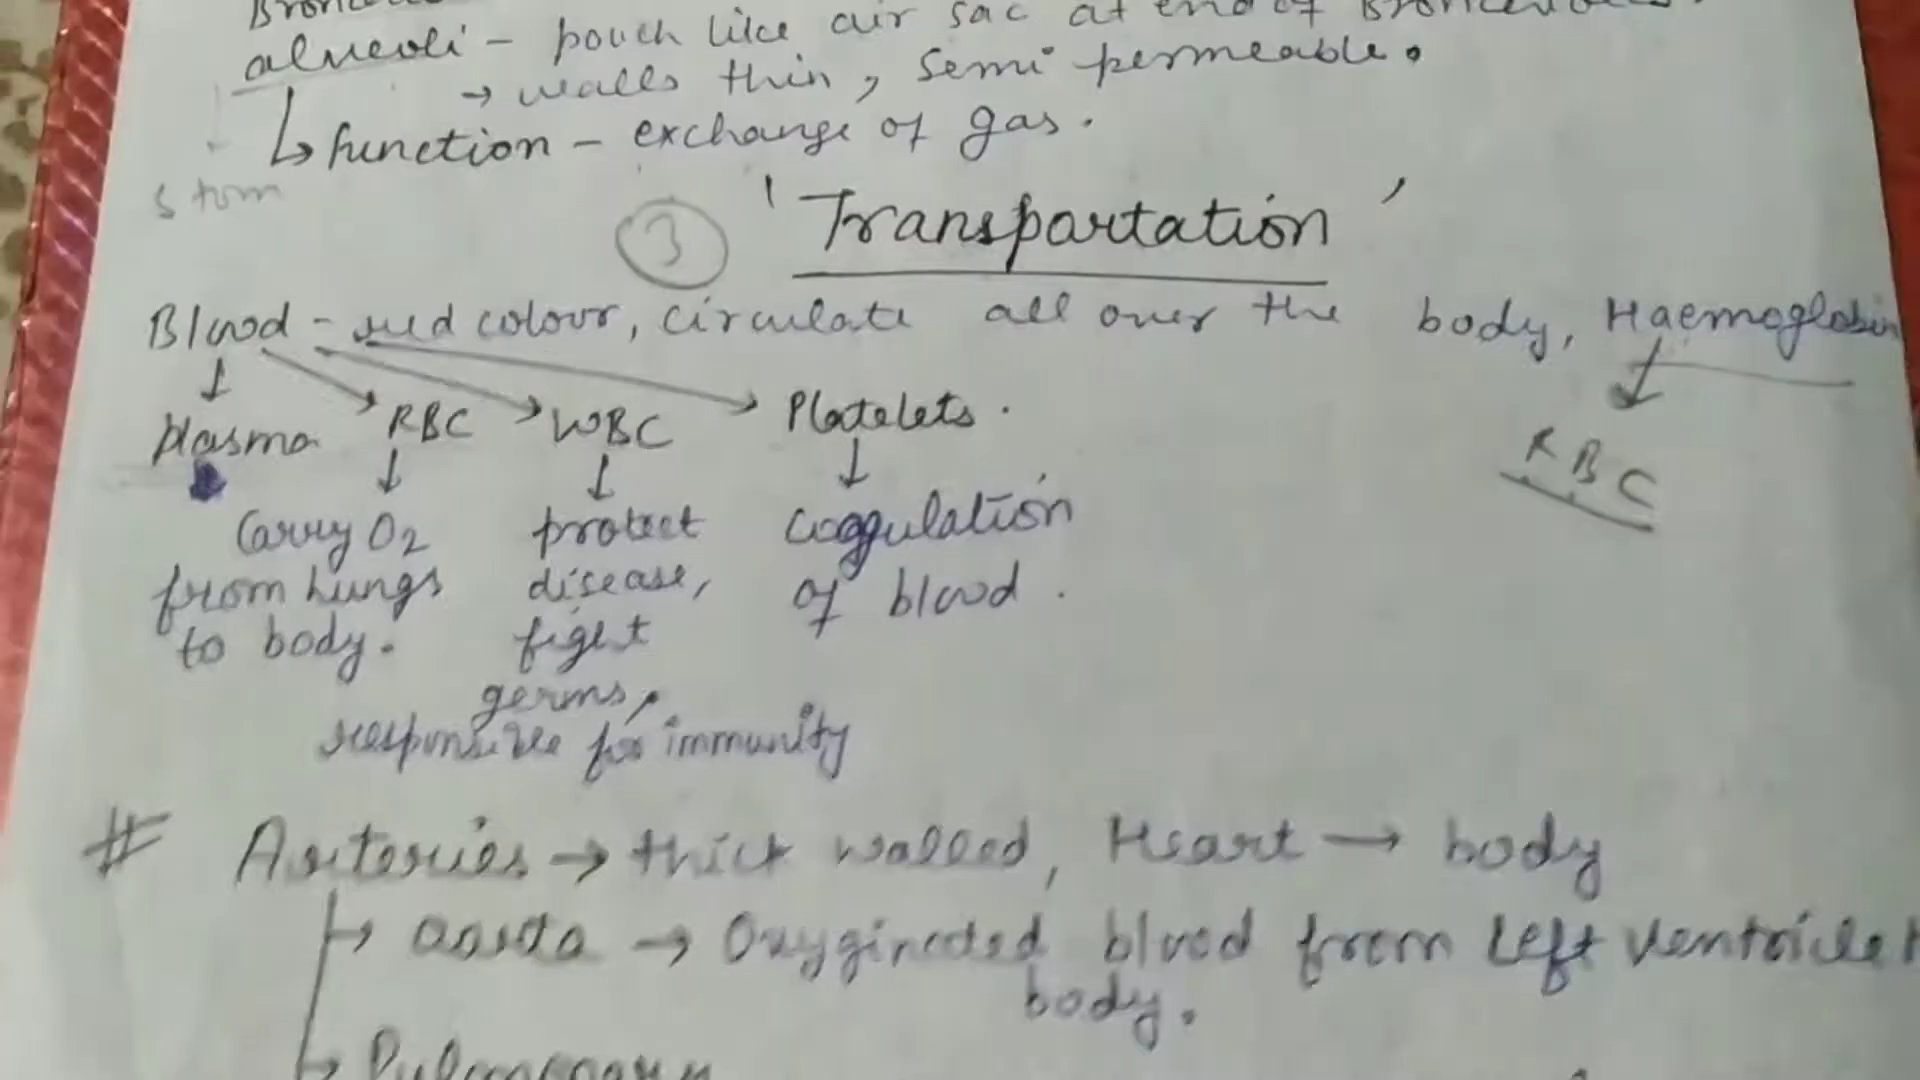 alveoli - pouch like air sac at end of
→ walls thin, semi permeable.
↳ function - exchange of gas.
stom
③ 'Transportation'
Blood - red colour, circulate all over the body, Haemoglobin
↓ ↓
plasma RBC WBC Platelets.
RBC
↓ ↓ ↓
Carry O2 protect Coagulation
from lungs disease, of blood.
to body. fight
germs,
responsible for immunity
# Arteries → thick walled, Heart → body
↳ aorta → Oxyginated blood from left ventricle
body.
↳ Pulmonary